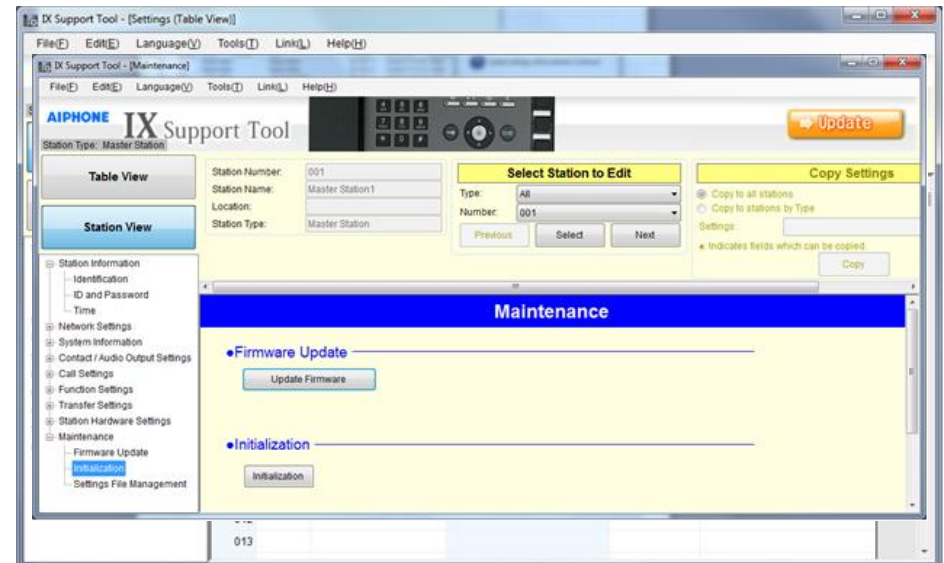 IX Support Tool - [Settings (Table View)]
File(F) Edit(E) Language(V) Tools(T) Link(L) Help(H)
IX Support Tool - [Maintenance]
File(F) Edit(E) Language(V) Tools(T) Link(L) Help(H)
AIPHONE IX Support Tool
Update
Station Type: Master Station
Table View
Station View
Station Number: 001
Station Name: Master Station1
Location:
Station Type: Master Station
Select Station to Edit
Type: All
Number: 001
Previous Select Next
Copy Settings
Copy to all stations
Copy to stations by Type
Settings:
Indicates fields which can be copied.
Copy
Station Information
Identification
ID and Password
Time
Network Settings
System Information
Contact / Audio Output Settings
Call Settings
Function Settings
Transfer Settings
Station Hardware Settings
Maintenance
Firmware Update
Initialization
Settings File Management
Maintenance
●Firmware Update
Update Firmware
●Initialization
Initialization
013